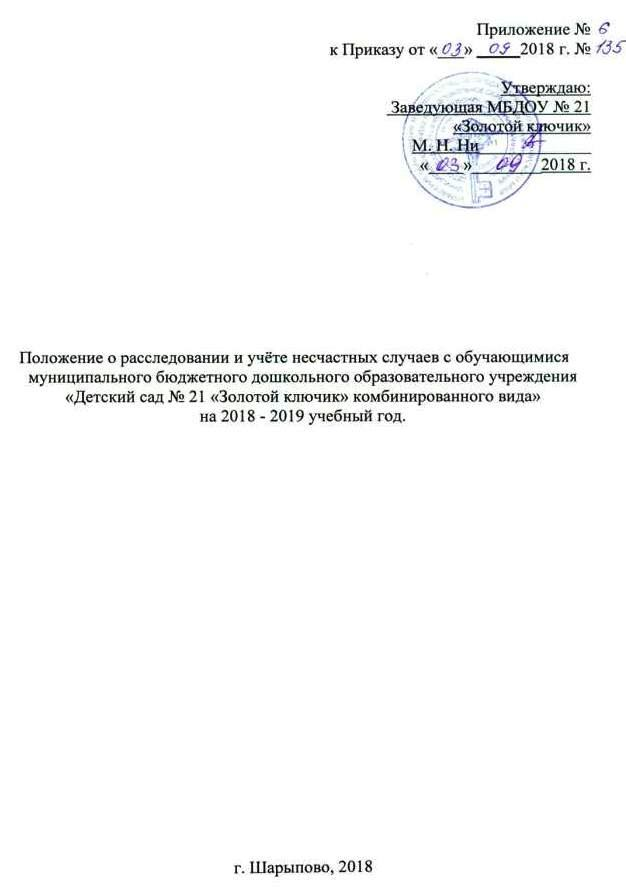 Приложение № 6
к Приказу от «03» 09 2018 г. № 135
Утверждаю:
Заведующая МБДОУ № 21
«Золотой ключик»
М. Н. Ни
«03» 09 2018 г.
Положение о расследовании и учёте несчастных случаев с обучающимися
муниципального бюджетного дошкольного образовательного учреждения
«Детский сад № 21 «Золотой ключик» комбинированного вида»
на 2018 - 2019 учебный год.
г. Шарыпово, 2018